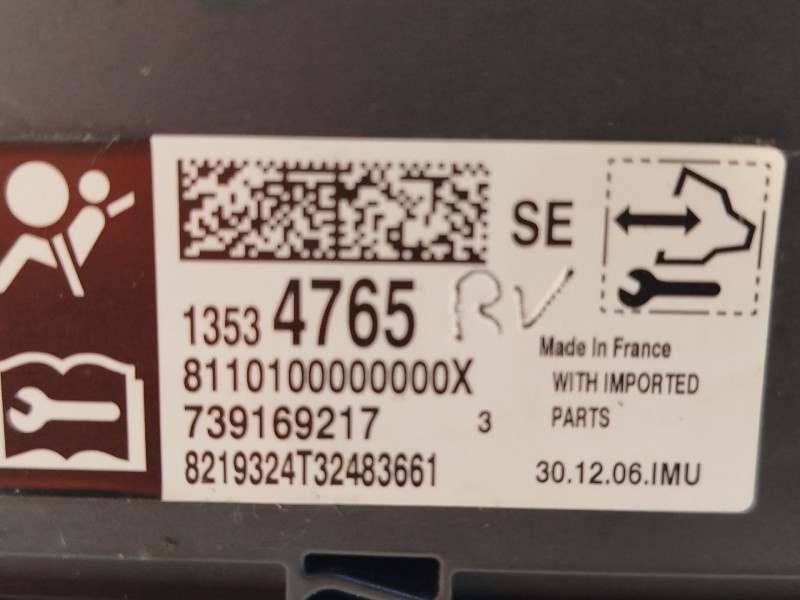 SE
1353 4765 RV
8110100000000X
739169217 3
8219324T32483661
Made In France
WITH IMPORTED
PARTS
30.12.06.IMU